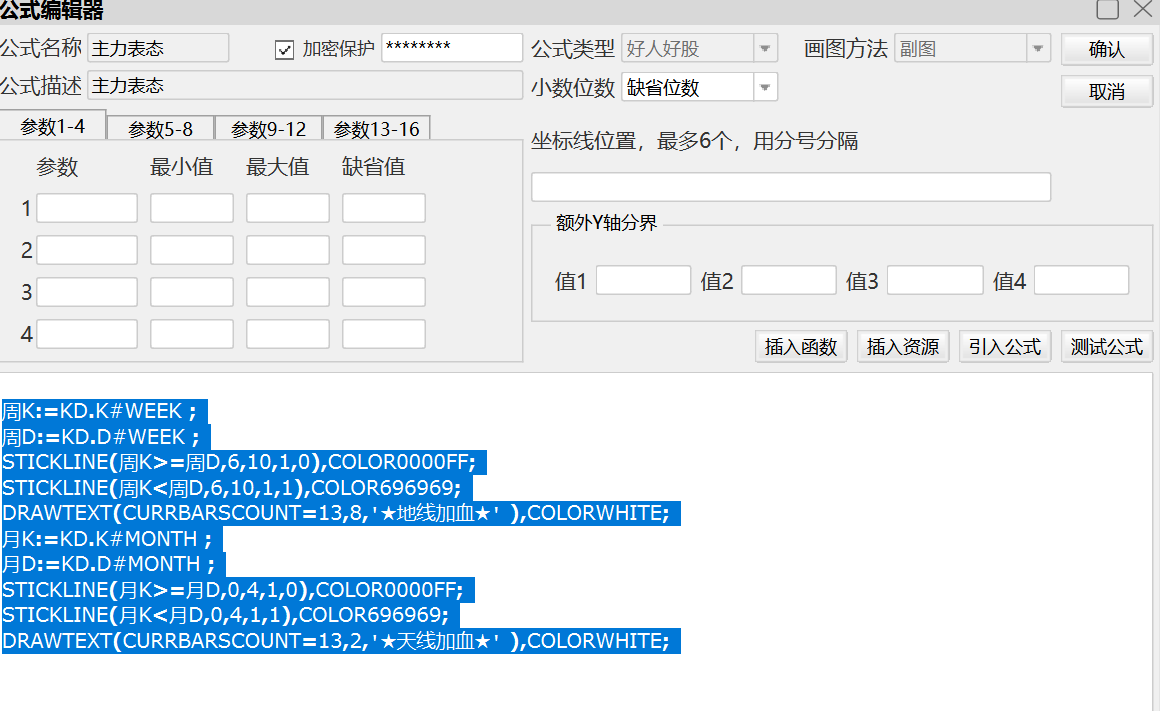 公式编辑器
公式名称 主力表态 加密保护 ******** 公式类型 好人好股 画图方法 副图 确认
公式描述 主力表态 小数位数 缺省位数 取消
参数1-4 参数5-8 参数9-12 参数13-16
坐标线位置，最多6个，用分号分隔
参数 最小值 最大值 缺省值
1
2
3
4
额外Y轴分界
值1 值2 值3 值4
插入函数 插入资源 引入公式 测试公式
周K:=KD.K#WEEK ;
周D:=KD.D#WEEK ;
STICKLINE(周K>=周D,6,10,1,0),COLOR0000FF;
STICKLINE(周K<周D,6,10,1,1),COLOR696969;
DRAWTEXT(CURRBARSCOUNT=13,8,'★地线加血★' ),COLORWHITE;
月K:=KD.K#MONTH ;
月D:=KD.D#MONTH ;
STICKLINE(月K>=月D,0,4,1,0),COLOR0000FF;
STICKLINE(月K<月D,0,4,1,1),COLOR696969;
DRAWTEXT(CURRBARSCOUNT=13,2,'★天线加血★' ),COLORWHITE;